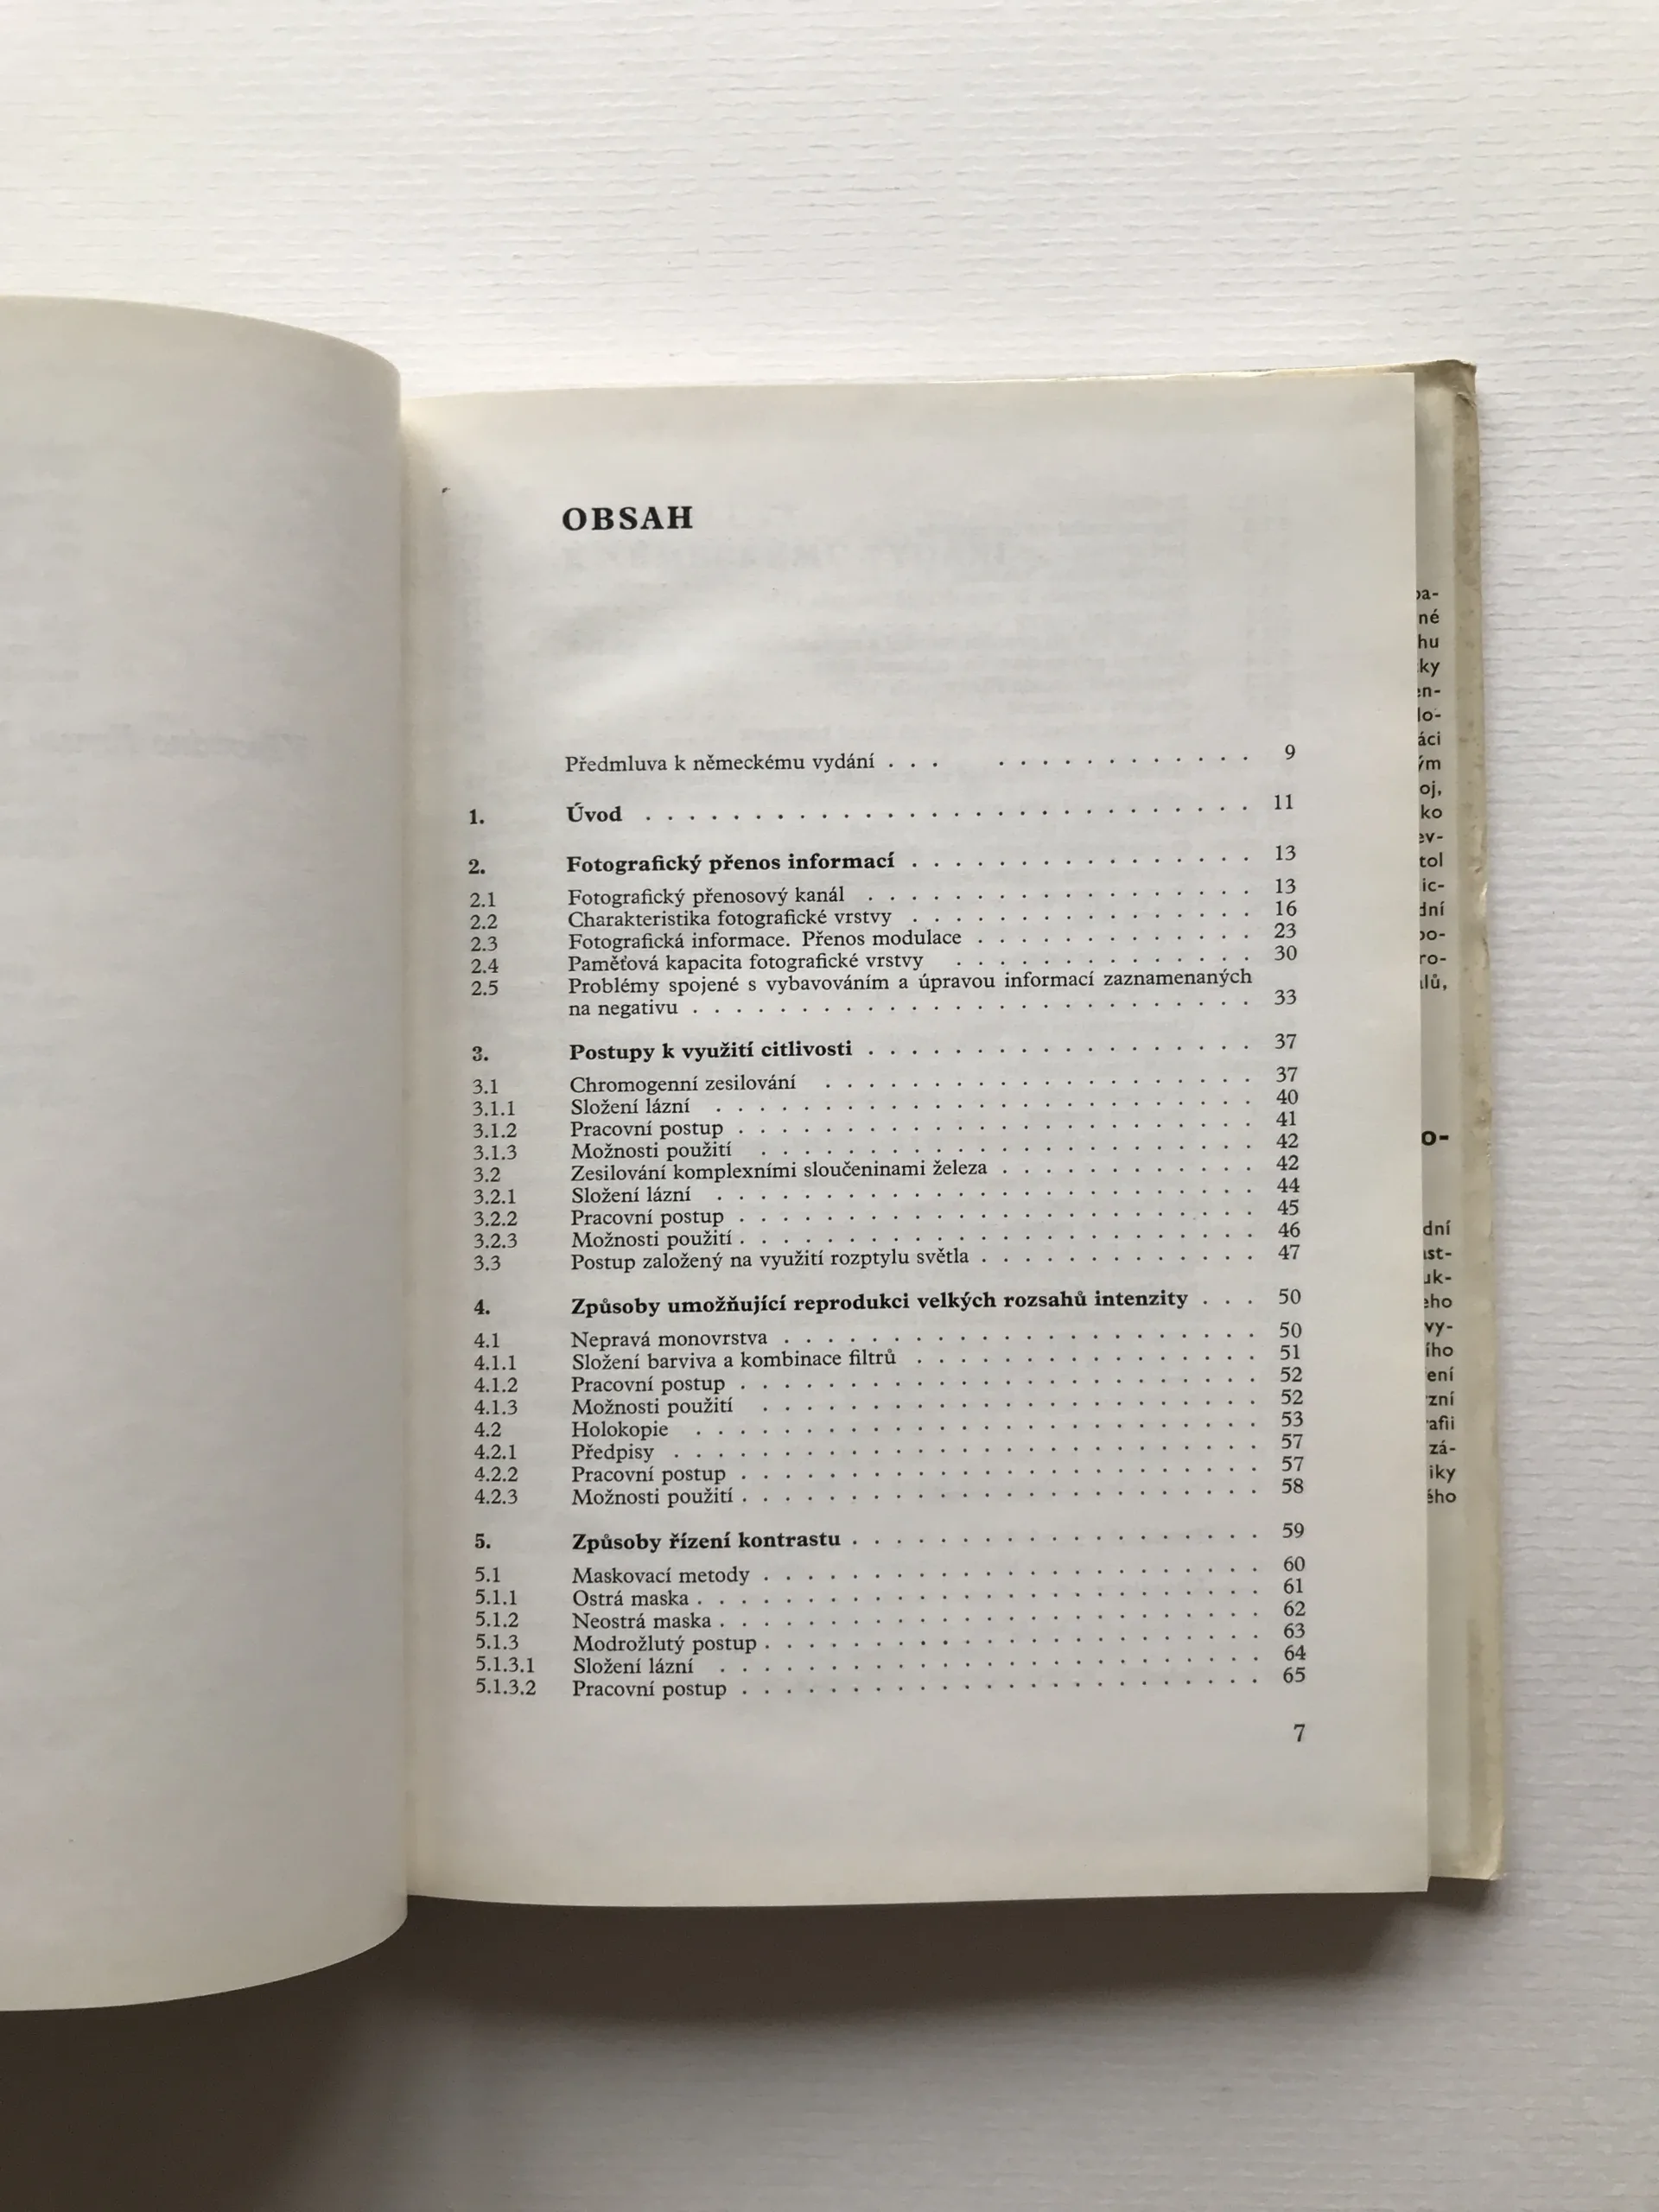 OBSAH
Předmluva k německému vydání . . . . . . . . . . . . . . . 9
1. Úvod . . . . . . . . . . . . . . . . . . . . . . . 11
2. Fotografický přenos informací . . . . . . . . . . . . . . . . 13
2.1 Fotografický přenosový kanál . . . . . . . . . . . . . . . . . . 13
2.2 Charakteristika fotografické vrstvy . . . . . . . . . . . . . . . . 16
2.3 Fotografická informace. Přenos modulace . . . . . . . . . . . . . 23
2.4 Paměťová kapacita fotografické vrstvy . . . . . . . . . . . . . . 30
2.5 Problémy spojené s vybavováním a úpravou informací zaznamenaných
na negativu . . . . . . . . . . . . . . . . . . . . . . . . . . 33
3. Postupy k využití citlivosti . . . . . . . . . . . . . . . . . . 37
3.1 Chromogenní zesilování . . . . . . . . . . . . . . . . . . . . 37
3.1.1 Složení lázní . . . . . . . . . . . . . . . . . . . . . . . . . 40
3.1.2 Pracovní postup . . . . . . . . . . . . . . . . . . . . . . . . 41
3.1.3 Možnosti použití . . . . . . . . . . . . . . . . . . . . . . . 42
3.2 Zesilování komplexními sloučeninami železa . . . . . . . . . . . . 42
3.2.1 Složení lázní . . . . . . . . . . . . . . . . . . . . . . . . . 44
3.2.2 Pracovní postup . . . . . . . . . . . . . . . . . . . . . . . . 45
3.2.3 Možnosti použití . . . . . . . . . . . . . . . . . . . . . . . . 46
3.3 Postup založený na využití rozptylu světla . . . . . . . . . . . . . 47
4. Způsoby umožňující reprodukci velkých rozsahů intenzity . . . 50
4.1 Nepravá monovrstva . . . . . . . . . . . . . . . . . . . . . . 50
4.1.1 Složení barviva a kombinace filtrů . . . . . . . . . . . . . . . . 51
4.1.2 Pracovní postup . . . . . . . . . . . . . . . . . . . . . . . . 52
4.1.3 Možnosti použití . . . . . . . . . . . . . . . . . . . . . . . 52
4.2 Holokopie . . . . . . . . . . . . . . . . . . . . . . . . . . 53
4.2.1 Předpisy . . . . . . . . . . . . . . . . . . . . . . . . . . . 57
4.2.2 Pracovní postup . . . . . . . . . . . . . . . . . . . . . . . . 57
4.2.3 Možnosti použití . . . . . . . . . . . . . . . . . . . . . . . . 58
5. Způsoby řízení kontrastu . . . . . . . . . . . . . . . . . . . 59
5.1 Maskovací metody . . . . . . . . . . . . . . . . . . . . . . . 60
5.1.1 Ostrá maska . . . . . . . . . . . . . . . . . . . . . . . . . . 61
5.1.2 Neostrá maska . . . . . . . . . . . . . . . . . . . . . . . . . 62
5.1.3 Modrožlutý postup . . . . . . . . . . . . . . . . . . . . . . . 63
5.1.3.1 Složení lázní . . . . . . . . . . . . . . . . . . . . . . . . . 64
5.1.3.2 Pracovní postup . . . . . . . . . . . . . . . . . . . . . . . . 65
7